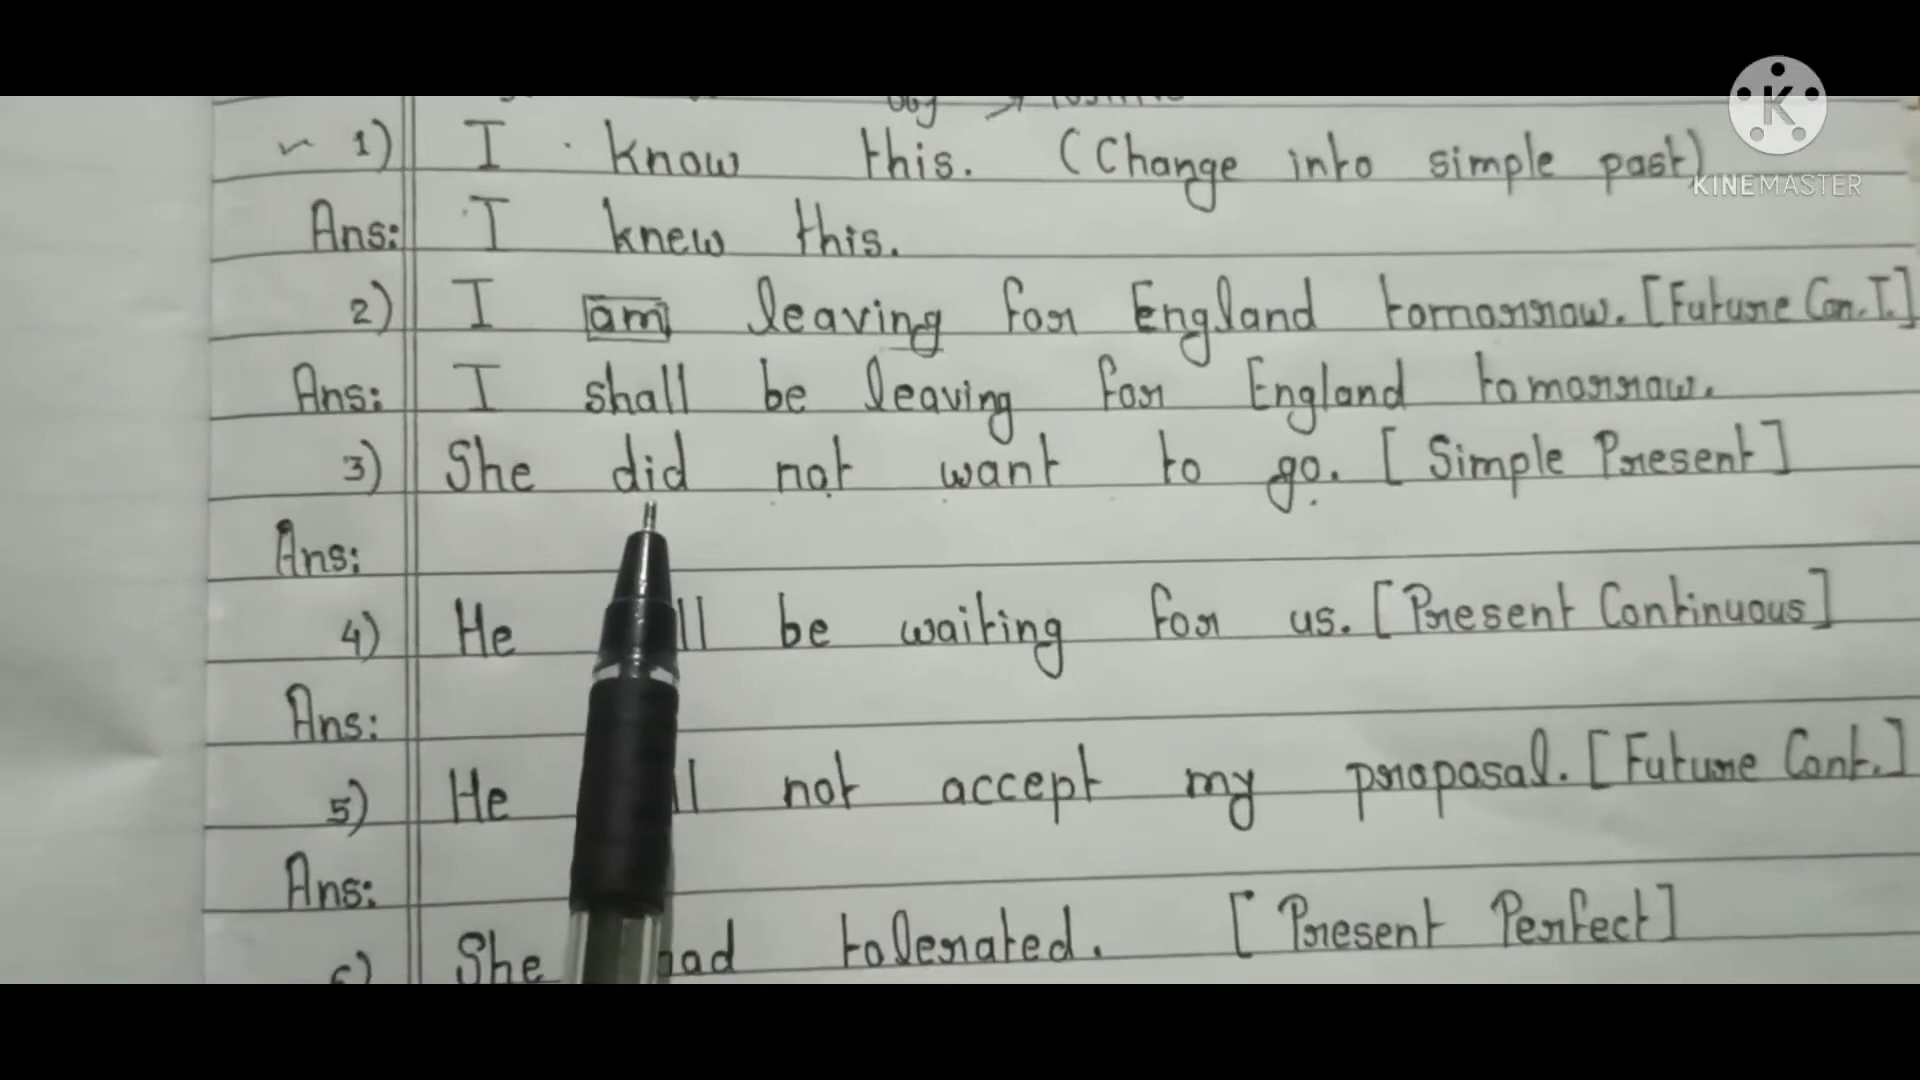 1) I know this. (Change into simple past)
KINEMASTER
Ans: I knew this.
2) I am leaving for England tomorrow. [Future Con. T.]
Ans: I shall be leaving for England tomorrow.
3) She did not want to go. [Simple Present]
Ans:
4) He be waiting for us. [Present Continuous]
Ans:
5) He not accept my proposal. [Future Cont.]
Ans:
She had tolerated. [Present Perfect]